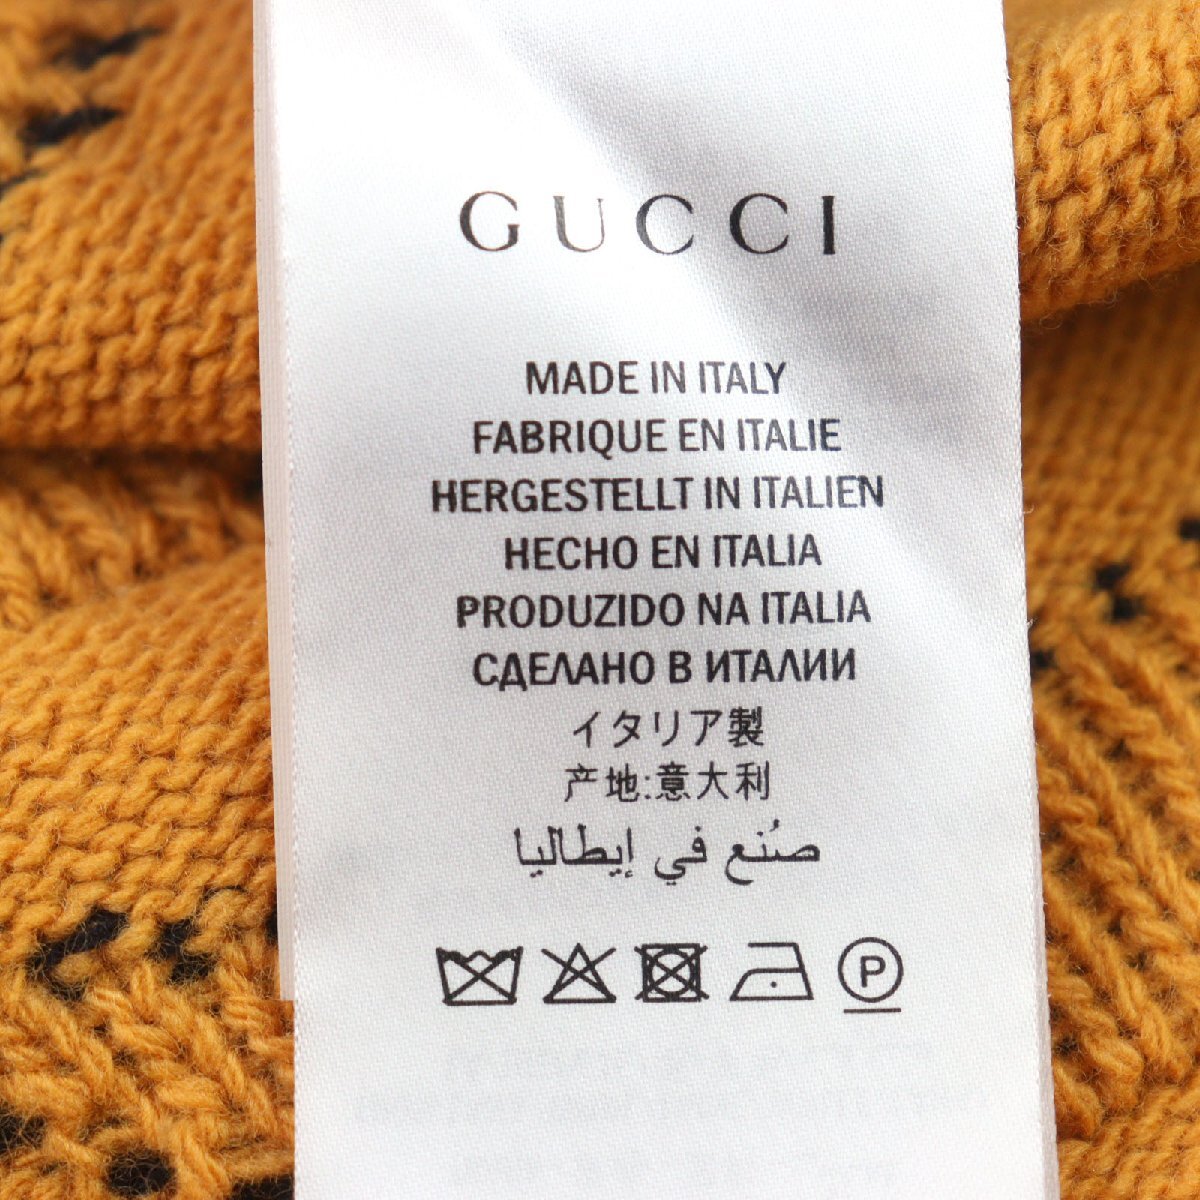 GUCCI
MADE IN ITALY
FABRIQUE EN ITALIE
HERGESTELLT IN ITALIEN
HECHO EN ITALIA
PRODUZIDO NA ITALIA
СДЕЛАНО В ИТАЛИИ
イタリア製
产地:意大利
صُنع في إيطاليا
P